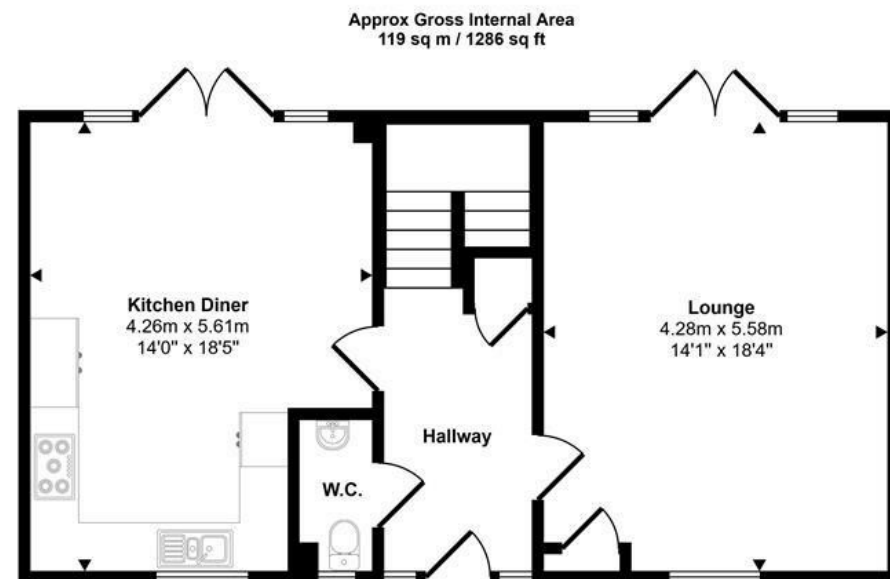 Approx Gross Internal Area
119 sq m / 1286 sq ft
Kitchen Diner
4.26m x 5.61m
14'0" x 18'5"
Lounge
4.28m x 5.58m
14'1" x 18'4"
Hallway
W.C.